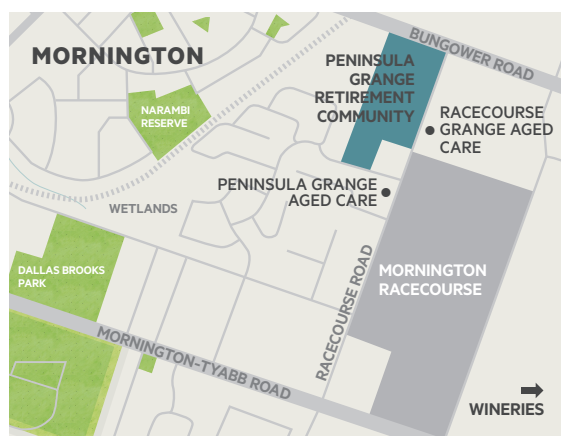 MORNINGTON
BUNGOWER ROAD
PENINSULA
GRANGE
RETIREMENT
COMMUNITY
NARAMBI
RESERVE
RACECOURSE
GRANGE AGED
CARE
PENINSULA GRANGE
AGED CARE
WETLANDS
DALLAS BROOKS
PARK
MORNINGTON
RACECOURSE
RACECOURSE ROAD
MORNINGTON-TYABB ROAD
WINERIES